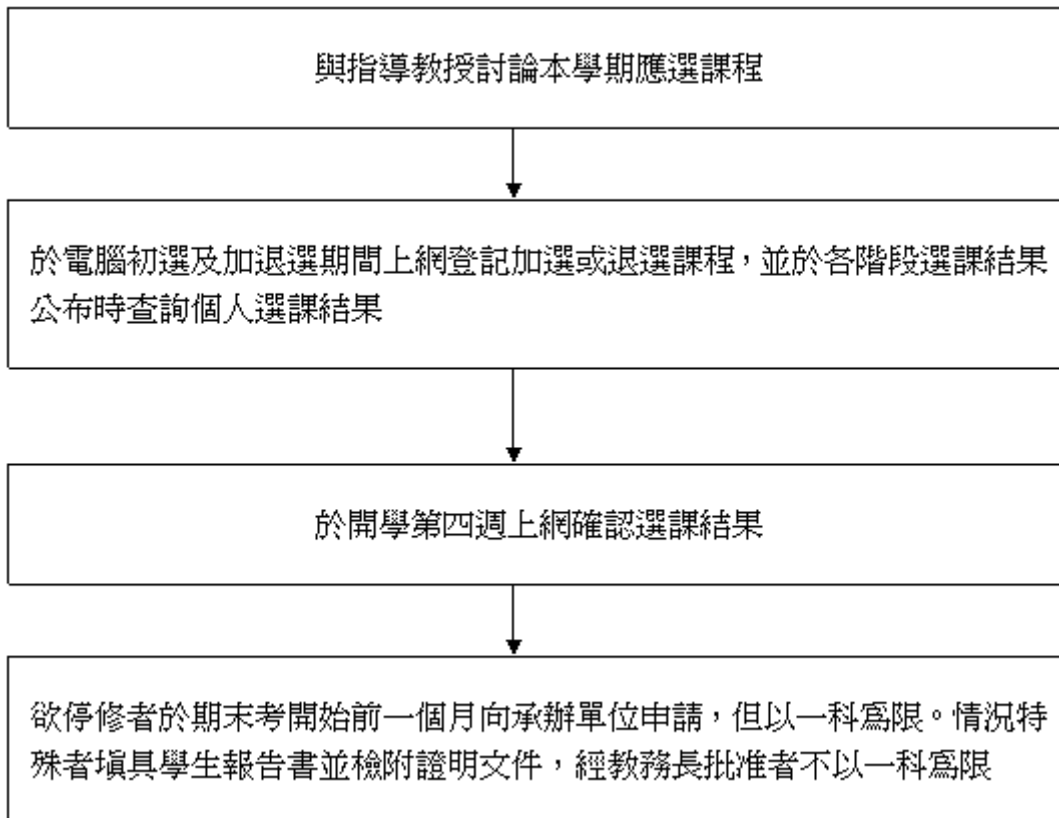 與指導教授討論本學期應選課程
於電腦初選及加退選期間上網登記加選或退選課程，並於各階段選課結果
公布時查詢個人選課結果
於開學第四週上網確認選課結果
欲停修者於期末考開始前一個月向承辦單位申請，但以一科為限。情況特
殊者填具學生報告書並檢附證明文件，經教務長批准者不以一科為限